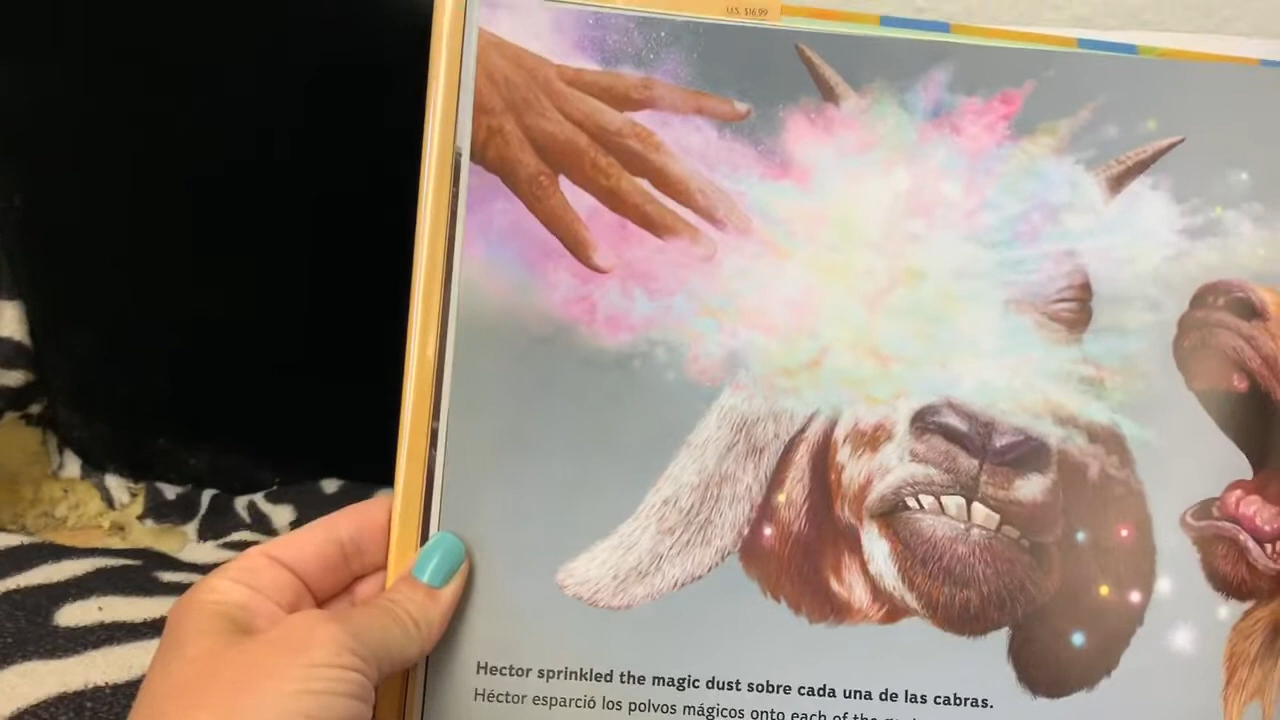 U.S. $16.99
Hector sprinkled the magic dust sobre cada una de las cabras.
Héctor esparció los polvos mágicos onto each of the